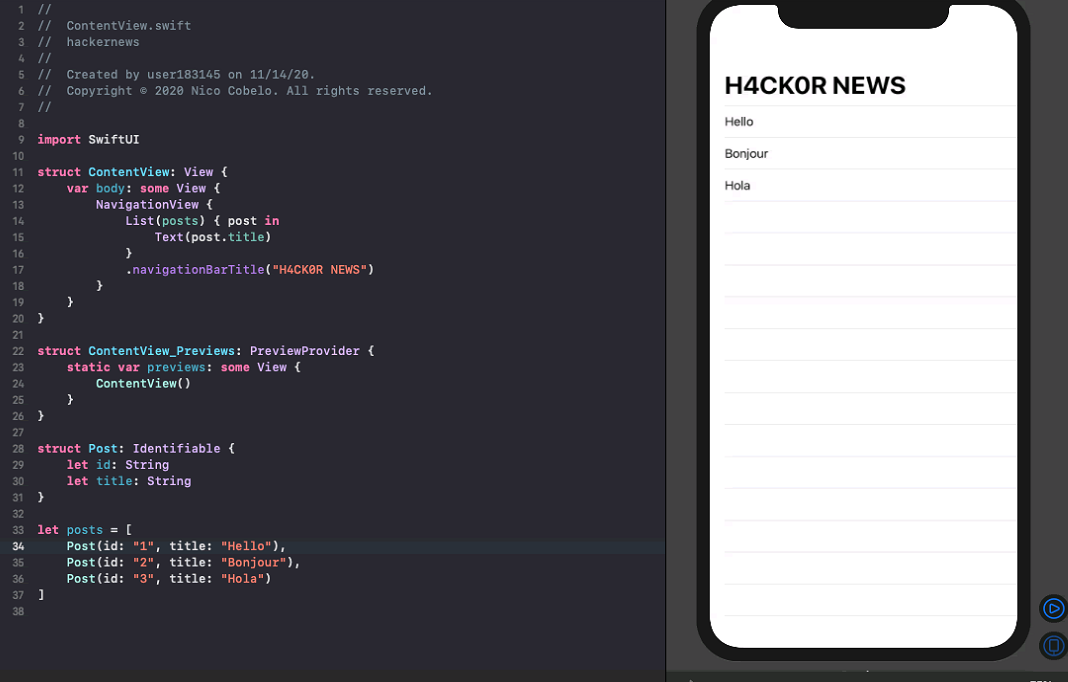 1 //
2 //  ContentView.swift
3 //  hackernews
4 //
5 //  Created by user183145 on 11/14/20.
6 //  Copyright © 2020 Nico Cobelo. All rights reserved.
7 //
8
9 import SwiftUI
10
11 struct ContentView: View {
12     var body: some View {
13         NavigationView {
14             List(posts) { post in
15                 Text(post.title)
16             }
17             .navigationBarTitle("H4CK0R NEWS")
18         }
19     }
20 }
21
22 struct ContentView_Previews: PreviewProvider {
23     static var previews: some View {
24         ContentView()
25     }
26 }
27
28 struct Post: Identifiable {
29     let id: String
30     let title: String
31 }
32
33 let posts = [
34     Post(id: "1", title: "Hello"),
35     Post(id: "2", title: "Bonjour"),
36     Post(id: "3", title: "Hola")
37 ]
38
H4CK0R NEWS
Hello
Bonjour
Hola